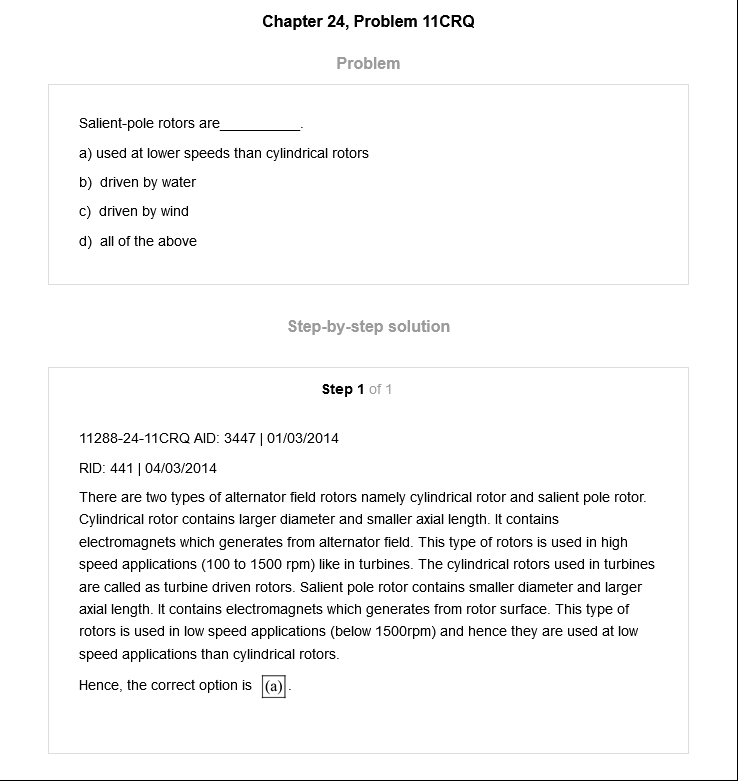 Chapter 24, Problem 11CRQ
Problem
Salient-pole rotors are__________.
a) used at lower speeds than cylindrical rotors
b) driven by water
c) driven by wind
d) all of the above
Step-by-step solution
Step 1 of 1
11288-24-11CRQ AID: 3447 | 01/03/2014
RID: 441 | 04/03/2014
There are two types of alternator field rotors namely cylindrical rotor and salient pole rotor.
Cylindrical rotor contains larger diameter and smaller axial length. It contains
electromagnets which generates from alternator field. This type of rotors is used in high
speed applications (100 to 1500 rpm) like in turbines. The cylindrical rotors used in turbines
are called as turbine driven rotors. Salient pole rotor contains smaller diameter and larger
axial length. It contains electromagnets which generates from rotor surface. This type of
rotors is used in low speed applications (below 1500rpm) and hence they are used at low
speed applications than cylindrical rotors.
Hence, the correct option is (a).